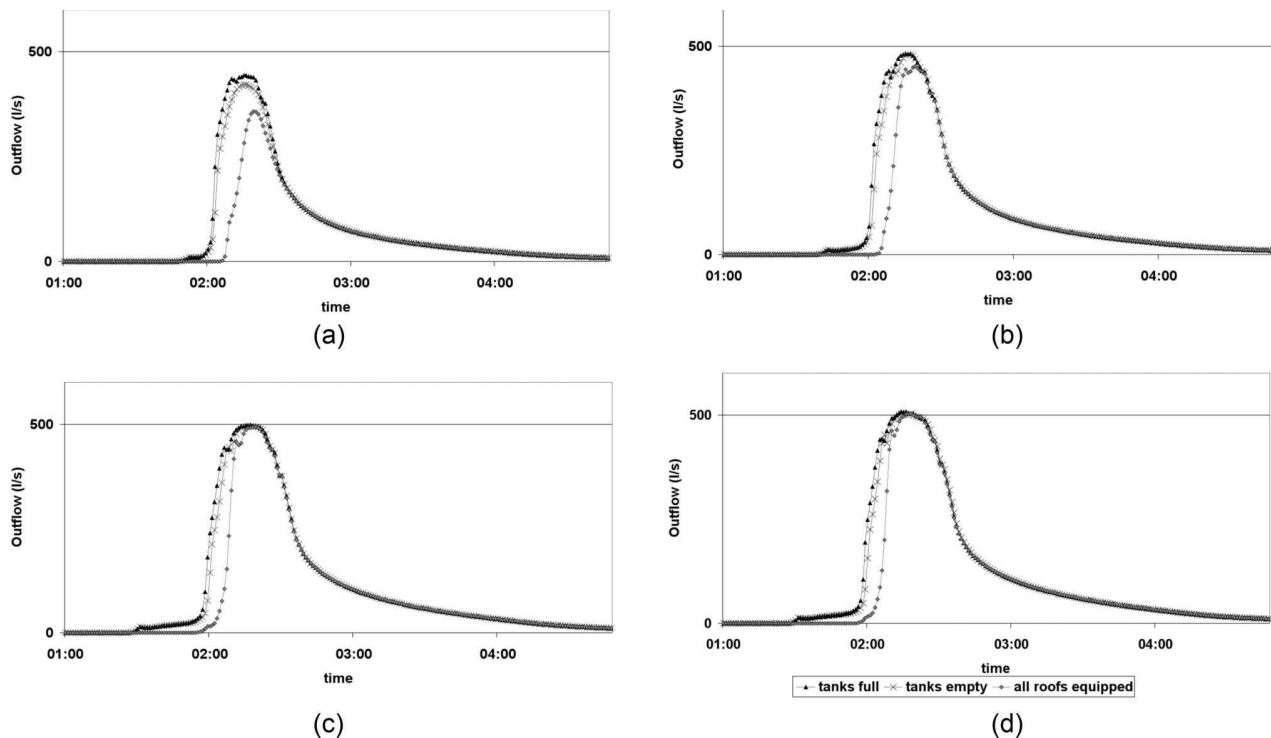 500
Outflow (l/s)
0
01:00 02:00 03:00 04:00
time
(a)
500
Outflow (l/s)
0
01:00 02:00 03:00 04:00
time
(b)
500
Outflow (l/s)
0
01:00 02:00 03:00 04:00
time
(c)
500
Outflow (l/s)
0
01:00 02:00 03:00 04:00
time
tanks full tanks empty all roofs equipped
(d)